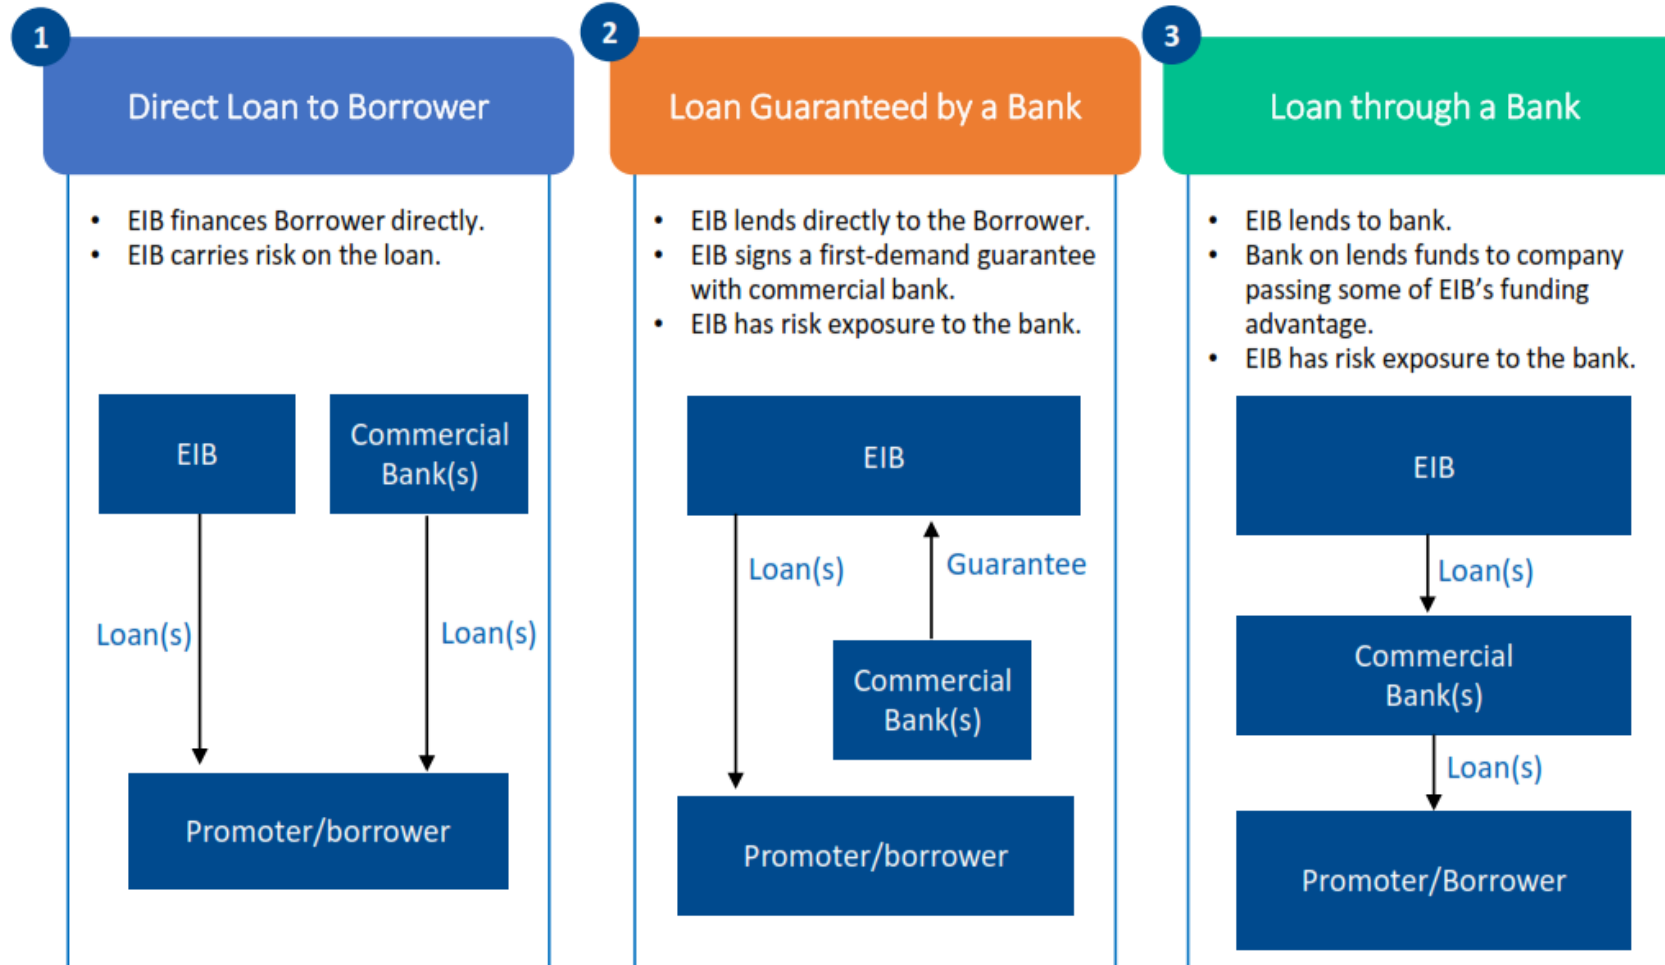 1
Direct Loan to Borrower
• EIB finances Borrower directly.
• EIB carries risk on the loan.
EIB
Commercial
Bank(s)
Loan(s)
Loan(s)
Promoter/borrower
2
Loan Guaranteed by a Bank
• EIB lends directly to the Borrower.
• EIB signs a first-demand guarantee
with commercial bank.
• EIB has risk exposure to the bank.
EIB
Loan(s)
Guarantee
Commercial
Bank(s)
Promoter/borrower
3
Loan through a Bank
• EIB lends to bank.
• Bank on lends funds to company
passing some of EIB’s funding
advantage.
• EIB has risk exposure to the bank.
EIB
Loan(s)
Commercial
Bank(s)
Loan(s)
Promoter/Borrower